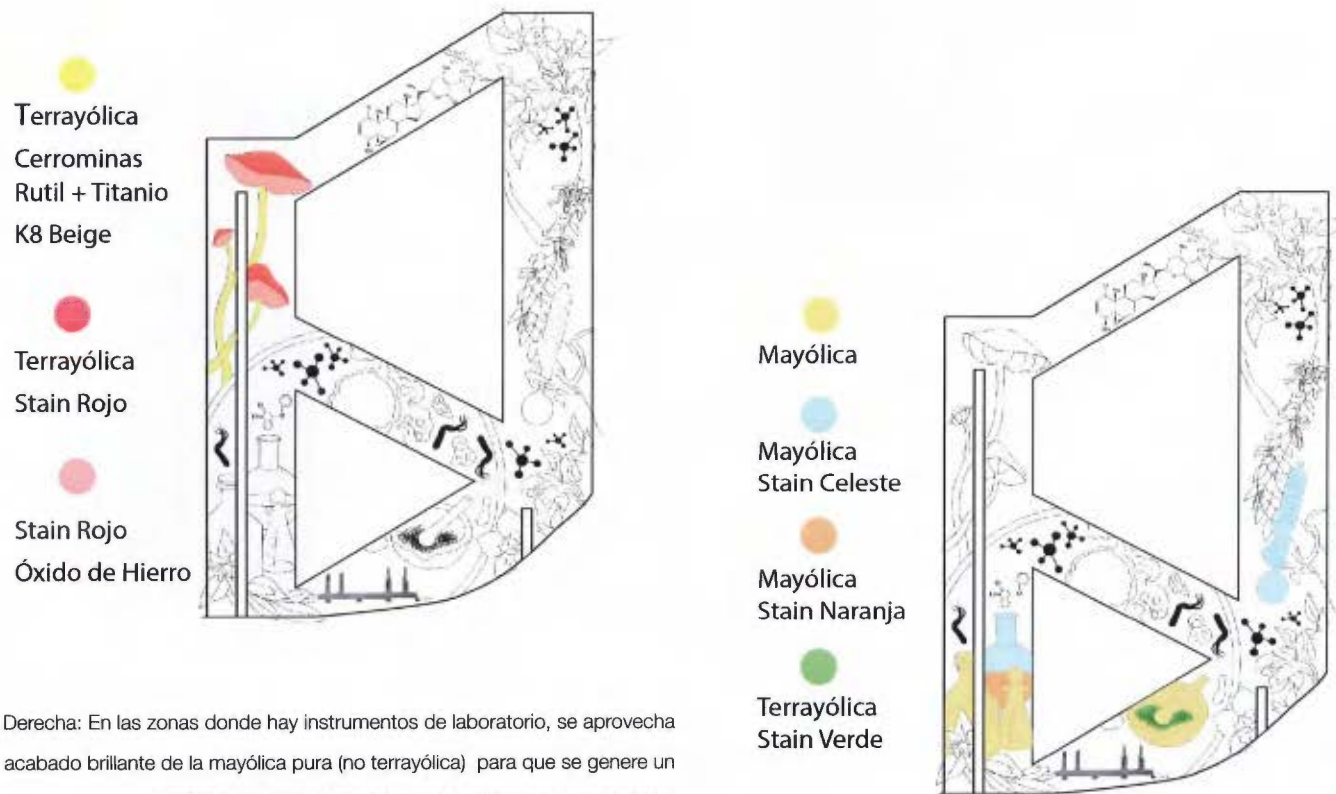 Terrayólica
Cerrominas
Rutil + Titanio
K8 Beige
Terrayólica
Stain Rojo
Stain Rojo
Óxido de Hierro
Mayólica
Mayólica
Stain Celeste
Mayólica
Stain Naranja
Terrayólica
Stain Verde
Derecha: En las zonas donde hay instrumentos de laboratorio, se aprovecha
acabado brillante de la mayólica pura (no terrayólica) para que se genere un